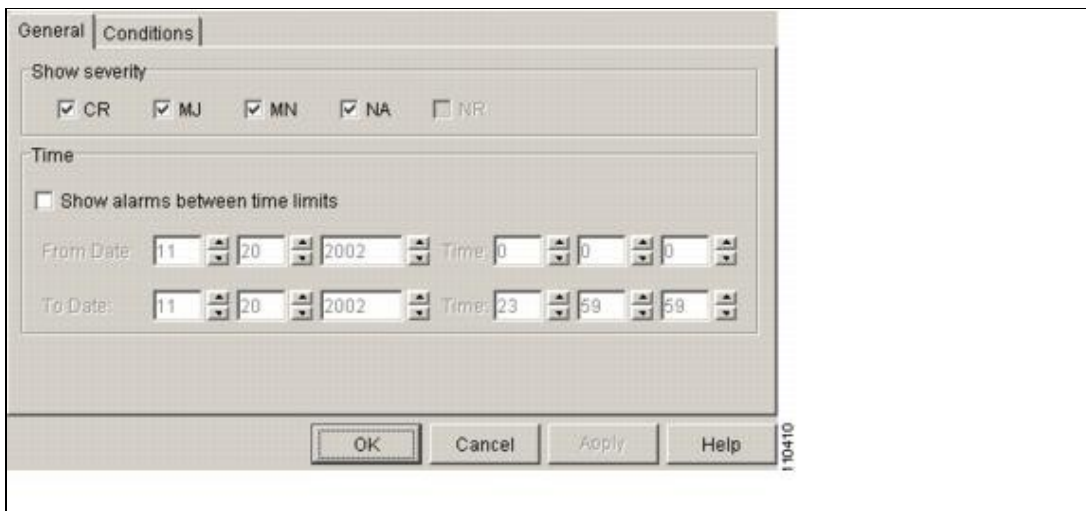 General Conditions
Show severity
CR MJ MN NA NR
Time
Show alarms between time limits
From Date: 11 20 2002 Time: 0 0 0
To Date: 11 20 2002 Time: 23 59 59
OK Cancel Apply Help
110410